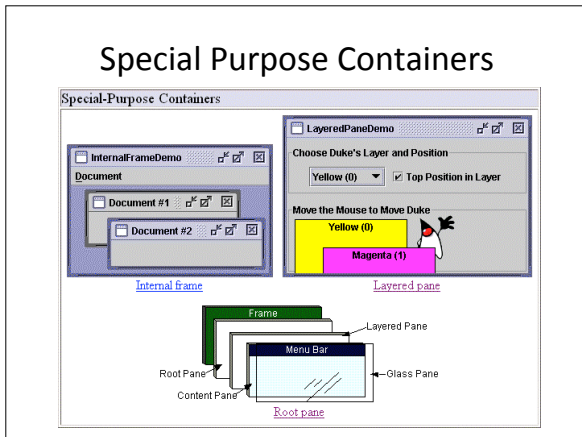 Special Purpose Containers
Special-Purpose Containers
InternalFrameDemo
Document
Document #1
Document #2
Internal frame
LayeredPaneDemo
Choose Duke's Layer and Position
Yellow (0)
Top Position in Layer
Move the Mouse to Move Duke
Yellow (0)
Magenta (1)
Layered pane
Frame
Layered Pane
Menu Bar
Root Pane
Glass Pane
Content Pane
Root pane